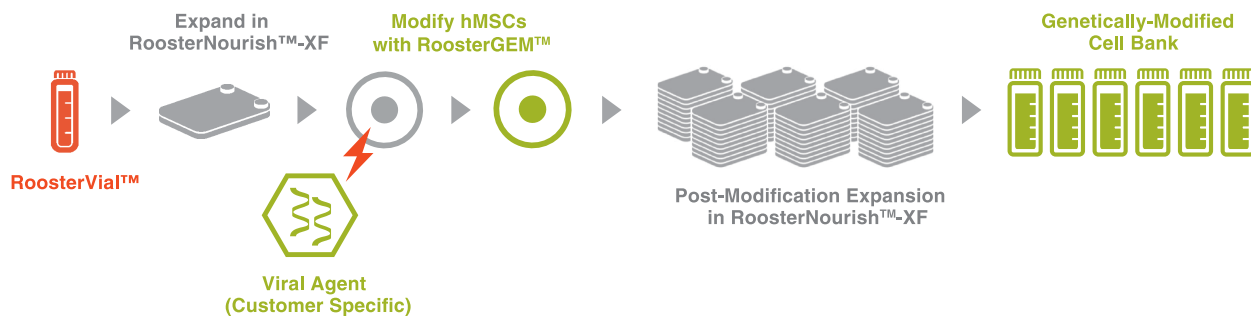 Expand in
RoosterNourish™-XF
Modify hMSCs
with RoosterGEM™
Genetically-Modified
Cell Bank
RoosterVial™
Post-Modification Expansion
in RoosterNourish™-XF
Viral Agent
(Customer Specific)